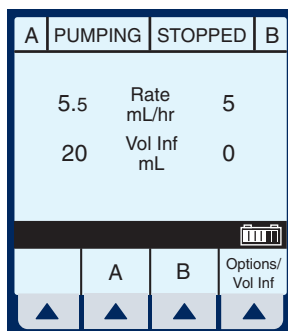 A PUMPING STOPPED B
5.5 Rate mL/hr 5
20 Vol Inf mL 0
A B Options/ Vol Inf